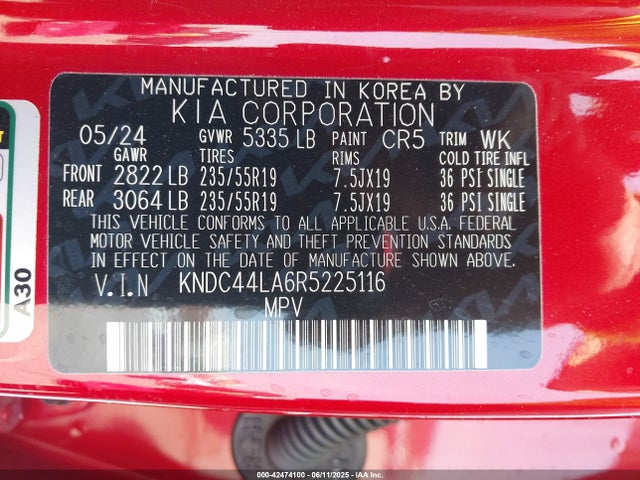 MANUFACTURED IN KOREA BY
KIA CORPORATION
05/24 GVWR 5335 LB PAINT CR5 TRIM WK
GAWR TIRES RIMS COLD TIRE INFL
FRONT 2822 LB 235/55R19 7.5JX19 36 PSI SINGLE
REAR 3064 LB 235/55R19 7.5JX19 36 PSI SINGLE
THIS VEHICLE CONFORMS TO ALL APPLICABLE U.S.A. FEDERAL
MOTOR VEHICLE SAFETY AND THEFT PREVENTION STANDARDS
IN EFFECT ON THE DATE OF MANUFACTURE SHOWN ABOVE.
V.I.N KNDC44LA6R5225116
MPV
A30
000-42474100 - 06/11/2025 - IAA Inc.